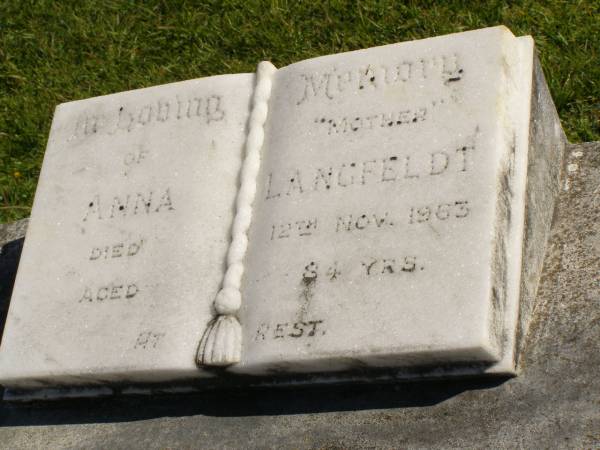 In Loving Memory
OF "MOTHER"
ANNA LANGFELDT
DIED 12TH NOV. 1963
AGED 84 YRS.
AT REST.